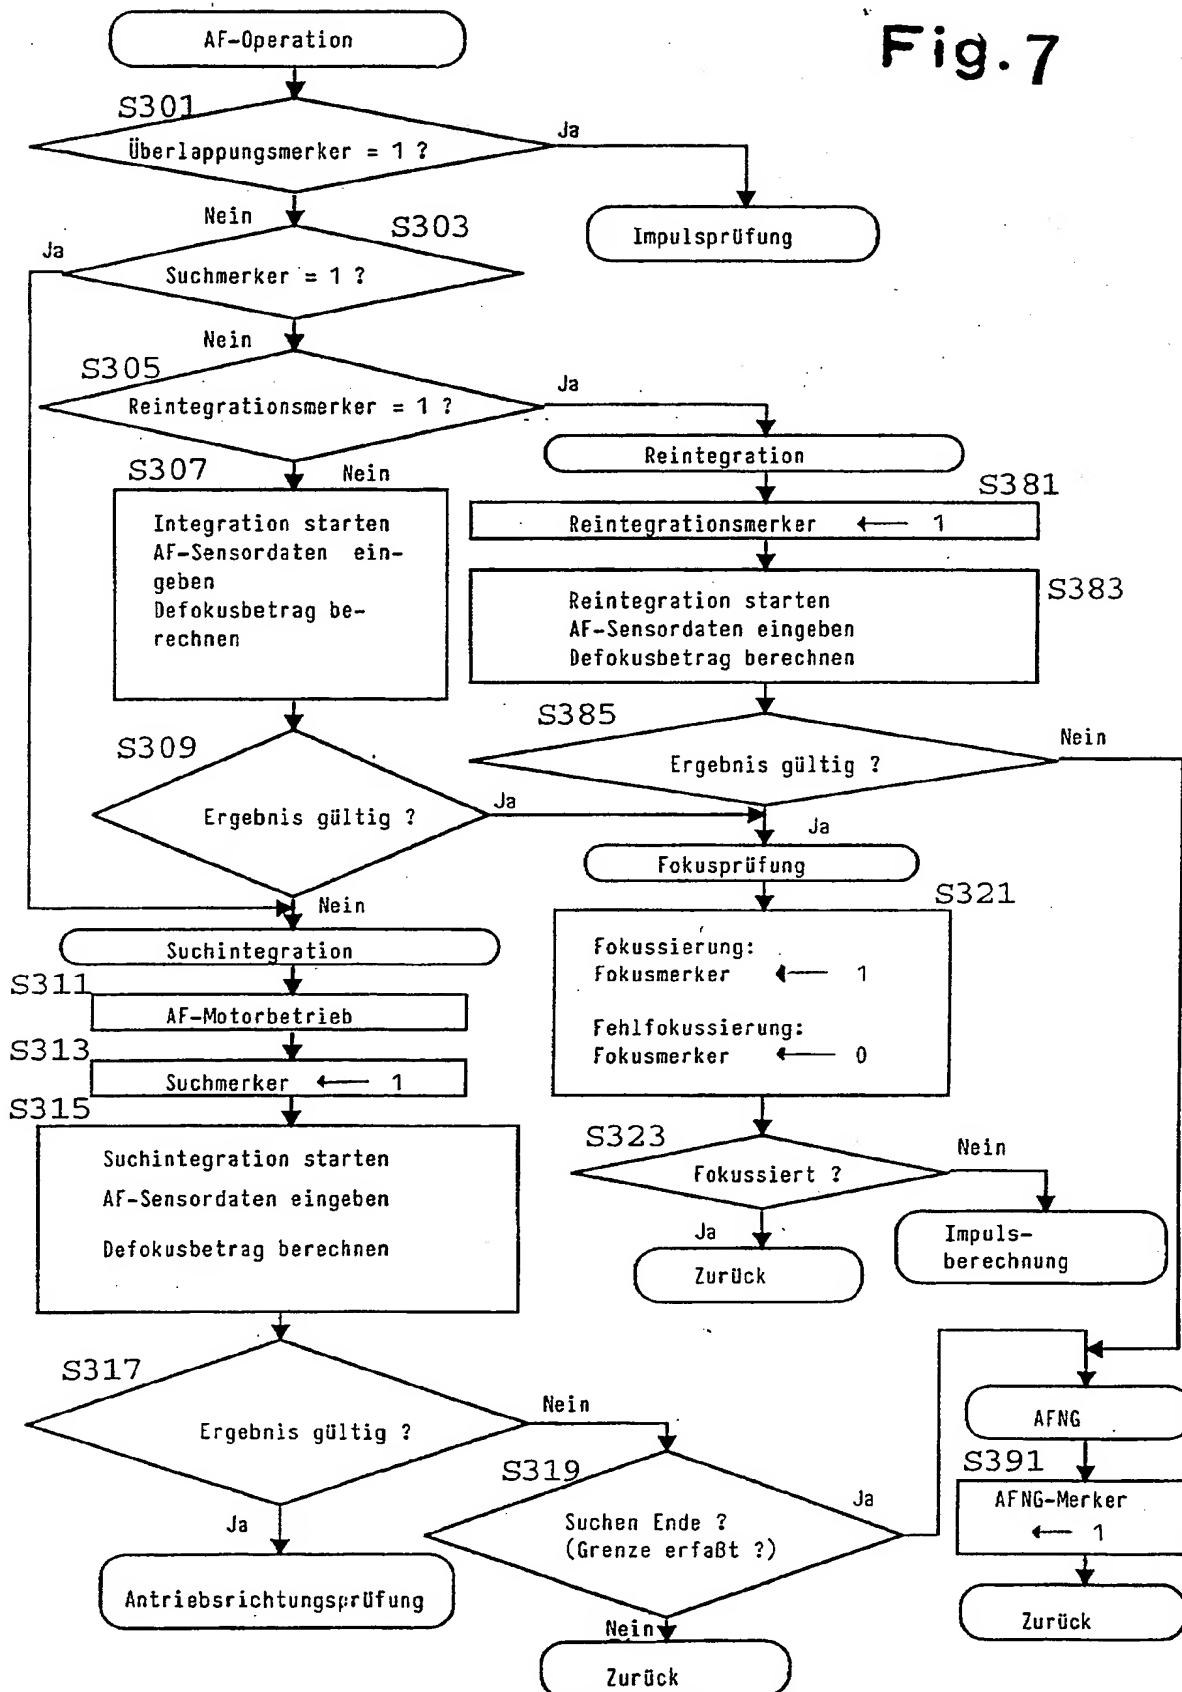 Fig. 7
AF-Operation
S301
Überlappungsmerker = 1 ?
Ja
Nein
Impulsprüfung
S303
Ja
Suchmerker = 1 ?
Nein
S305
Reintegrationsmerker = 1 ?
Ja
Nein
Reintegration
S307
Integration starten
AF-Sensordaten ein-
geben
Defokusbetrag be-
rechnen
S381
Reintegrationsmerker ← 1
S383
Reintegration starten
AF-Sensordaten eingeben
Defokusbetrag berechnen
S385
Ergebnis gültig ?
Nein
Ja
S309
Ergebnis gültig ?
Ja
Nein
Fokusprüfung
S321
Fokussierung:
Fokusmerker ← 1
Fehlfokussierung:
Fokusmerker ← 0
Suchintegration
S311
AF-Motorbetrieb
S313
Suchmerker ← 1
S315
Suchintegration starten
AF-Sensordaten eingeben
Defokusbetrag berechnen
S323
Fokussiert ?
Nein
Ja
Zurück
Impuls-
berechnung
S317
Ergebnis gültig ?
Nein
Ja
Antriebsrichtungsprüfung
S319
Suchen Ende ?
(Grenze erfaßt ?)
Ja
Nein
Zurück
AFNG
S391
AFNG-Merker
← 1
Zurück